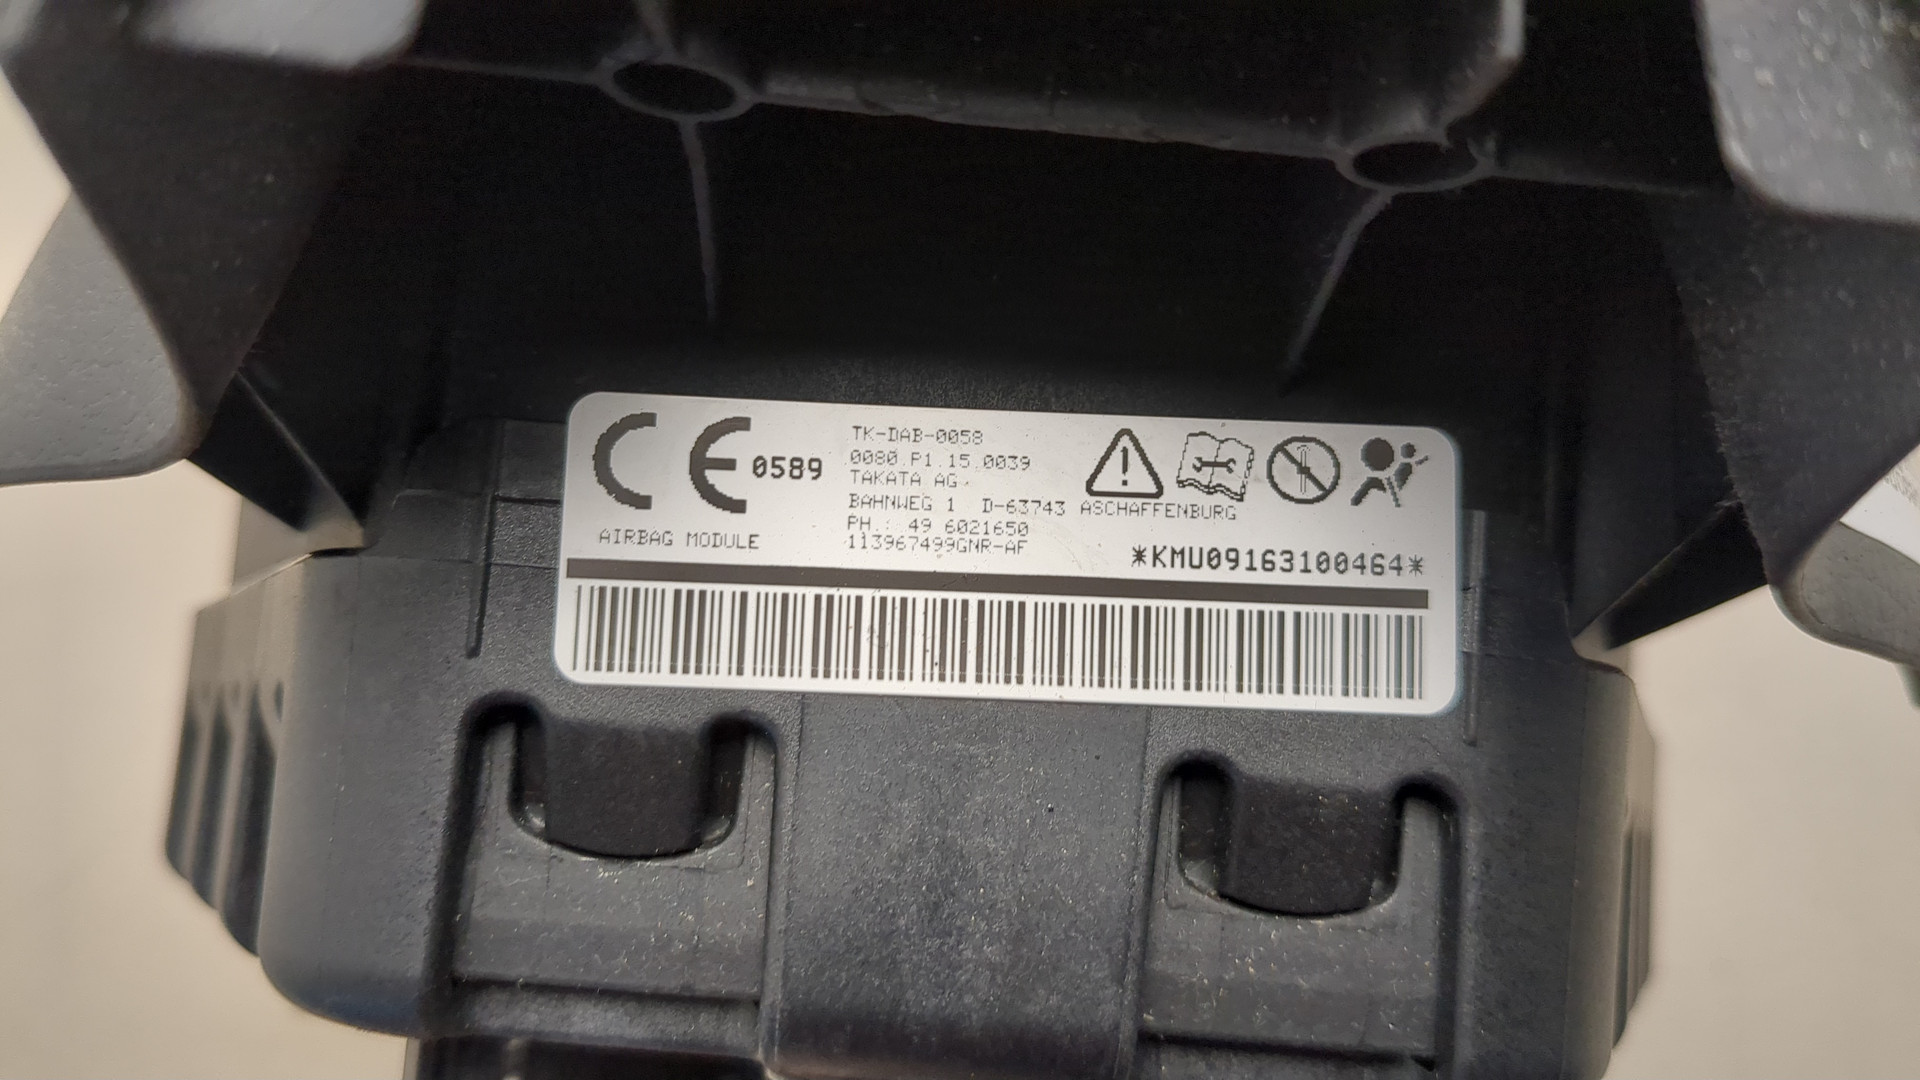 CE 0589
AIRBAG MODULE
TK-DAB-0058
0080.P1.15.0039
TAKATA AG.
BAHNWEG 1 D-63743 ASCHAFFENBURG
PH.: 49 6021650
113967499GNR-AF
*KMU09163100464*